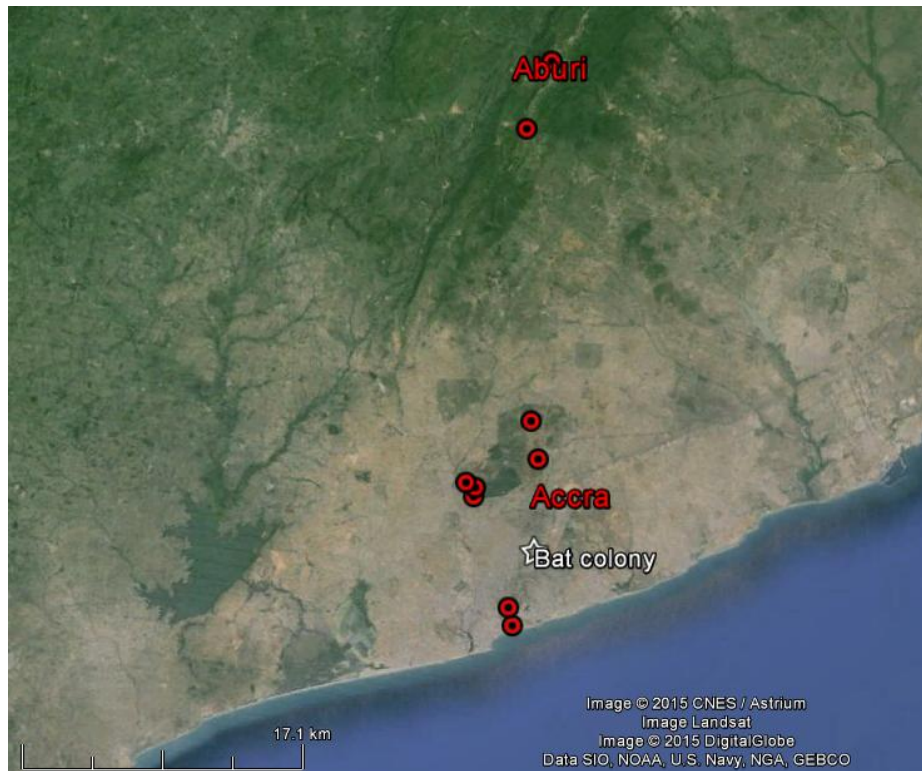 Aburi
Accra
Bat colony
17.1 km
Image © 2015 CNES / Astrium
Image Landsat
Image © 2015 DigitalGlobe
Data SIO, NOAA, U.S. Navy, NGA, GEBCO